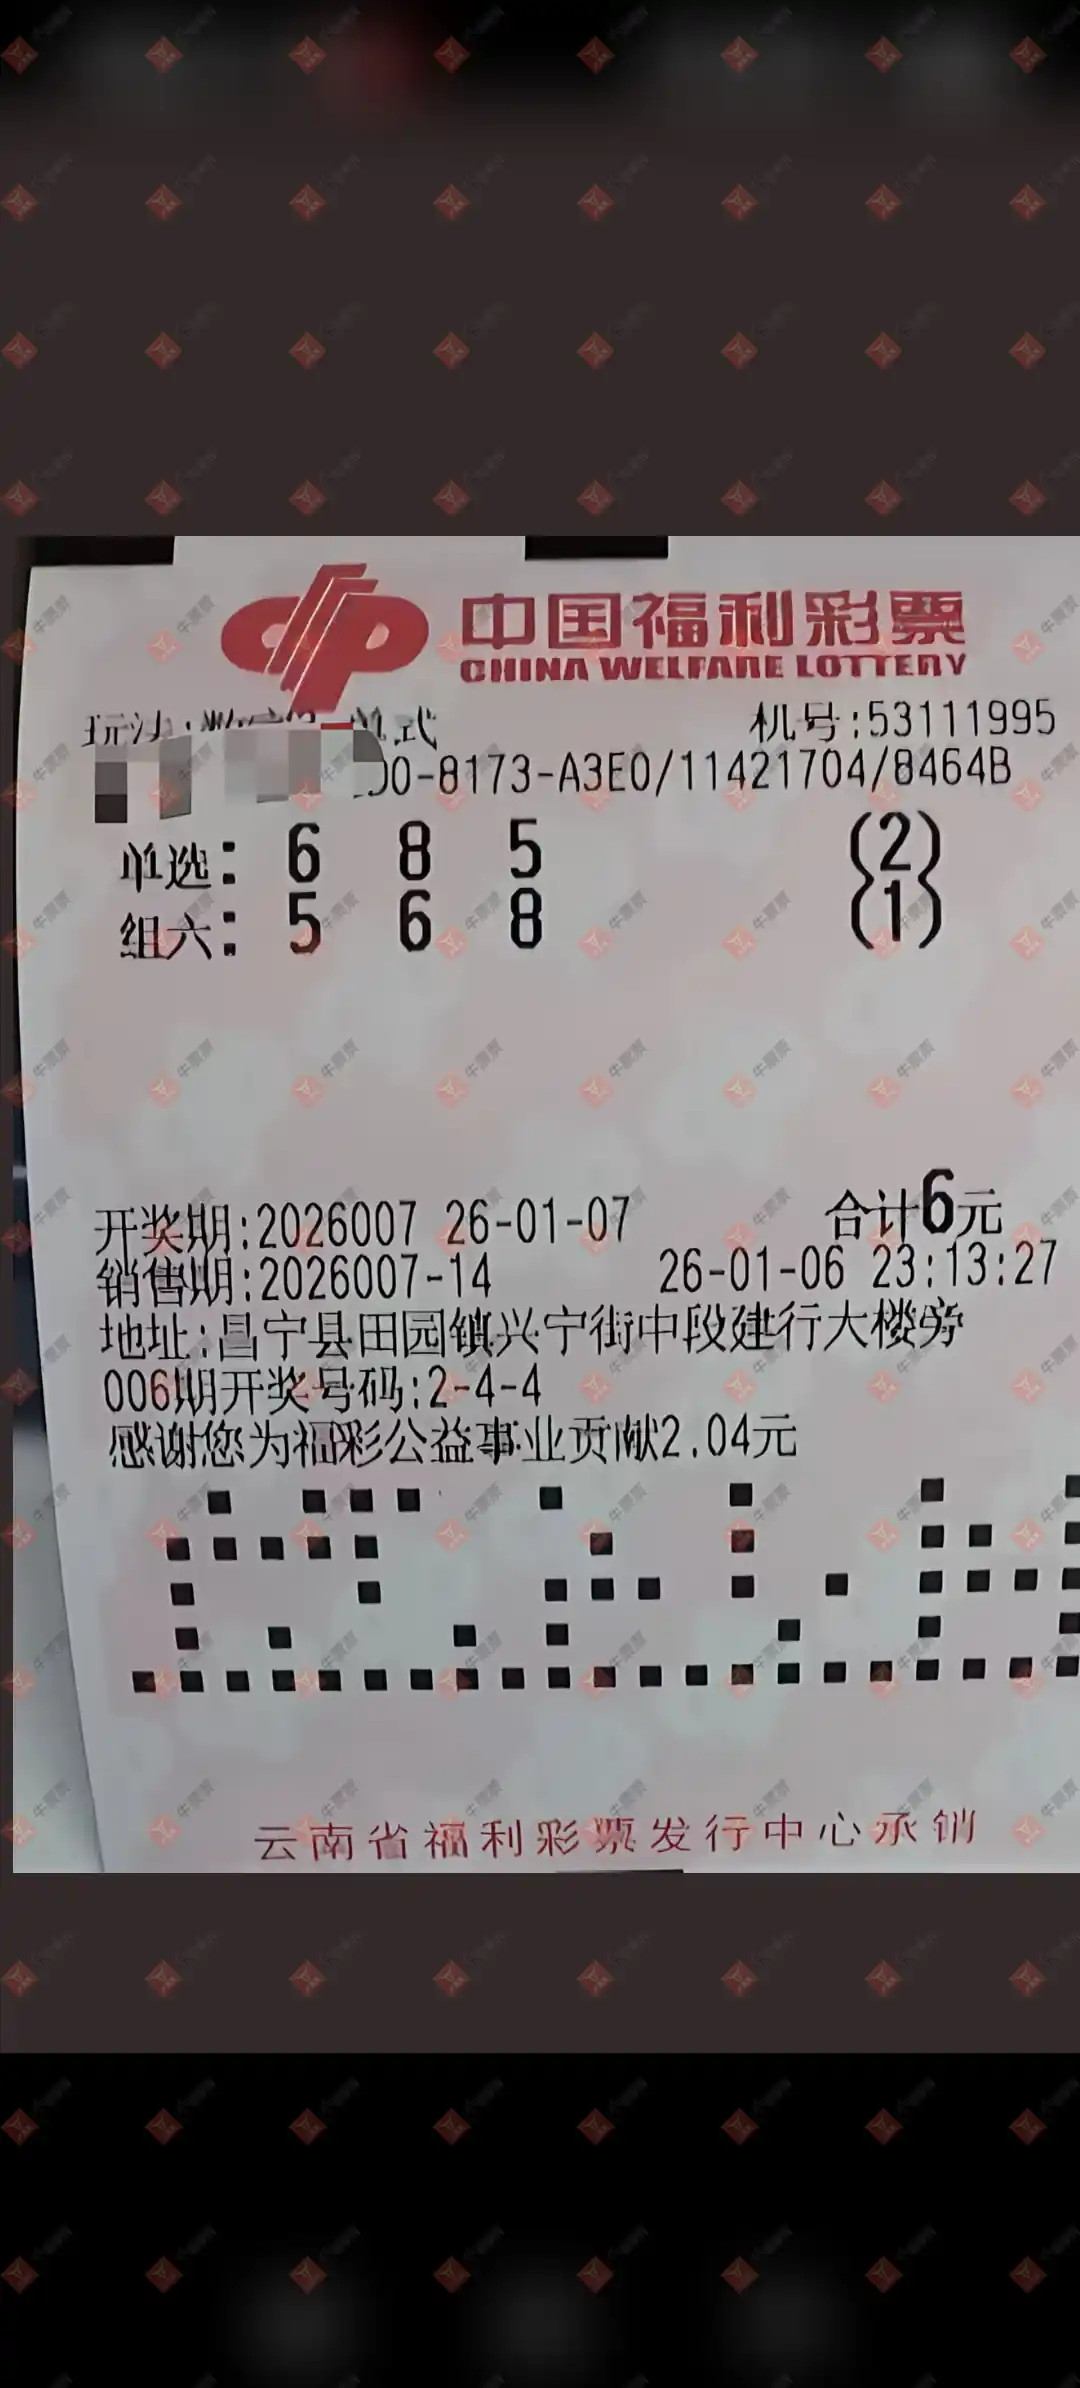 中国福利彩票
CHINA WELFARE LOTTERY
机号:53111995
00-8173-A3E0/11421704/8464B
单选: 6 8 5 (2)
组六: 5 6 8 (1)
开奖期:2026007 26-01-07 合计6元
销售期:2026007-14 26-01-06 23:13:27
地址:昌宁县田园镇兴宁街中段建行大楼旁
006期开奖号码:2-4-4
感谢您为福彩公益事业贡献2.04元
云南省福利彩票发行中心承销
牛票票